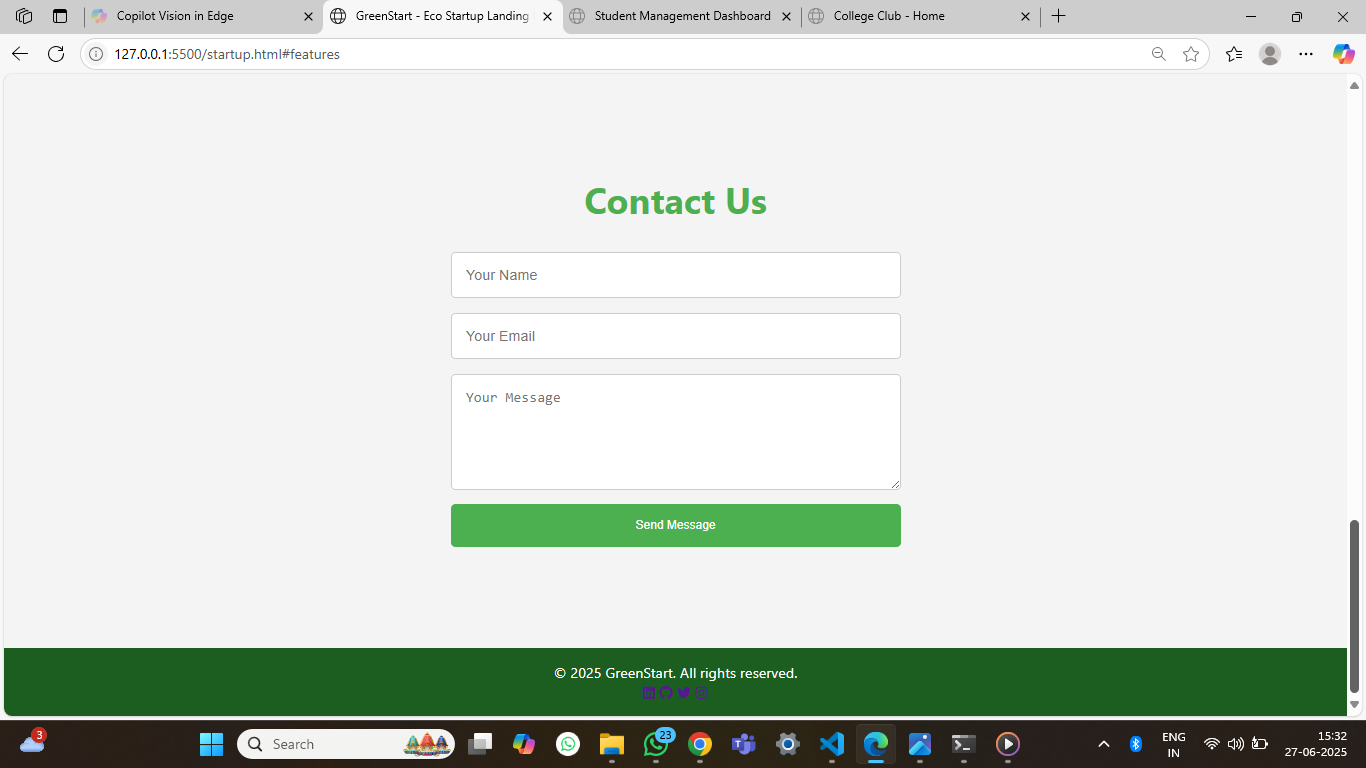 Copilot Vision in Edge
GreenStart - Eco Startup Landing
Student Management Dashboard
College Club - Home
127.0.0.1:5500/startup.html#features
Contact Us
Your Name
Your Email
Your Message
Send Message
© 2025 GreenStart. All rights reserved.
3
Search
23
ENG
IN
15:32
27-06-2025